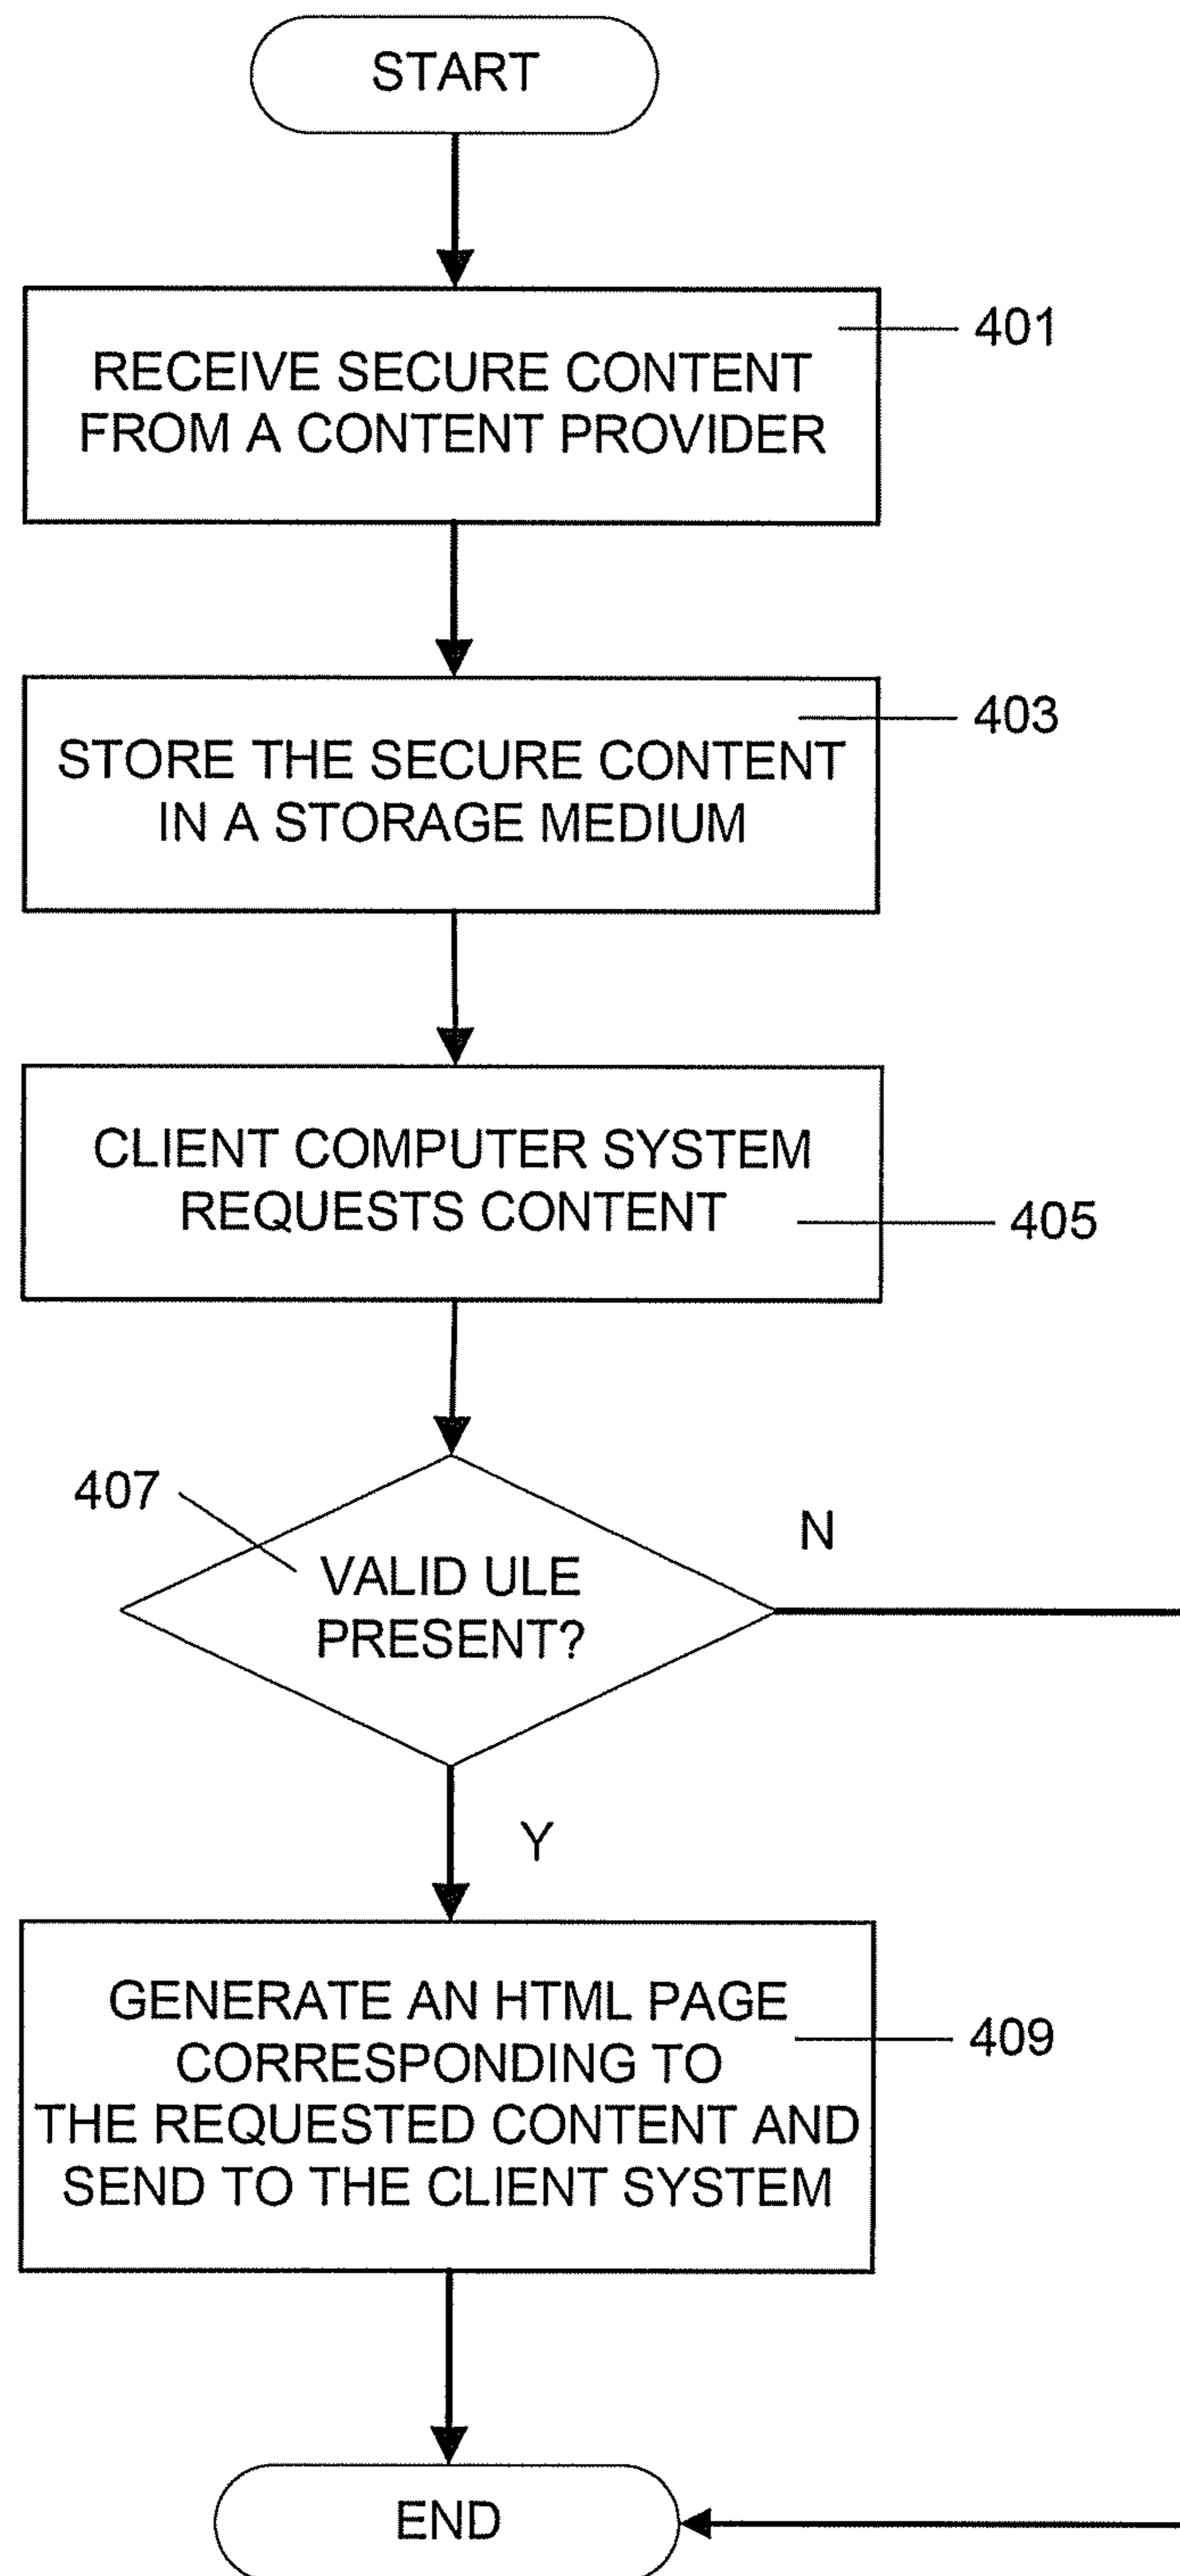 START
RECEIVE SECURE CONTENT
FROM A CONTENT PROVIDER
401
STORE THE SECURE CONTENT
IN A STORAGE MEDIUM
403
CLIENT COMPUTER SYSTEM
REQUESTS CONTENT
405
407
VALID ULE
PRESENT?
N
Y
GENERATE AN HTML PAGE
CORRESPONDING TO
THE REQUESTED CONTENT AND
SEND TO THE CLIENT SYSTEM
409
END